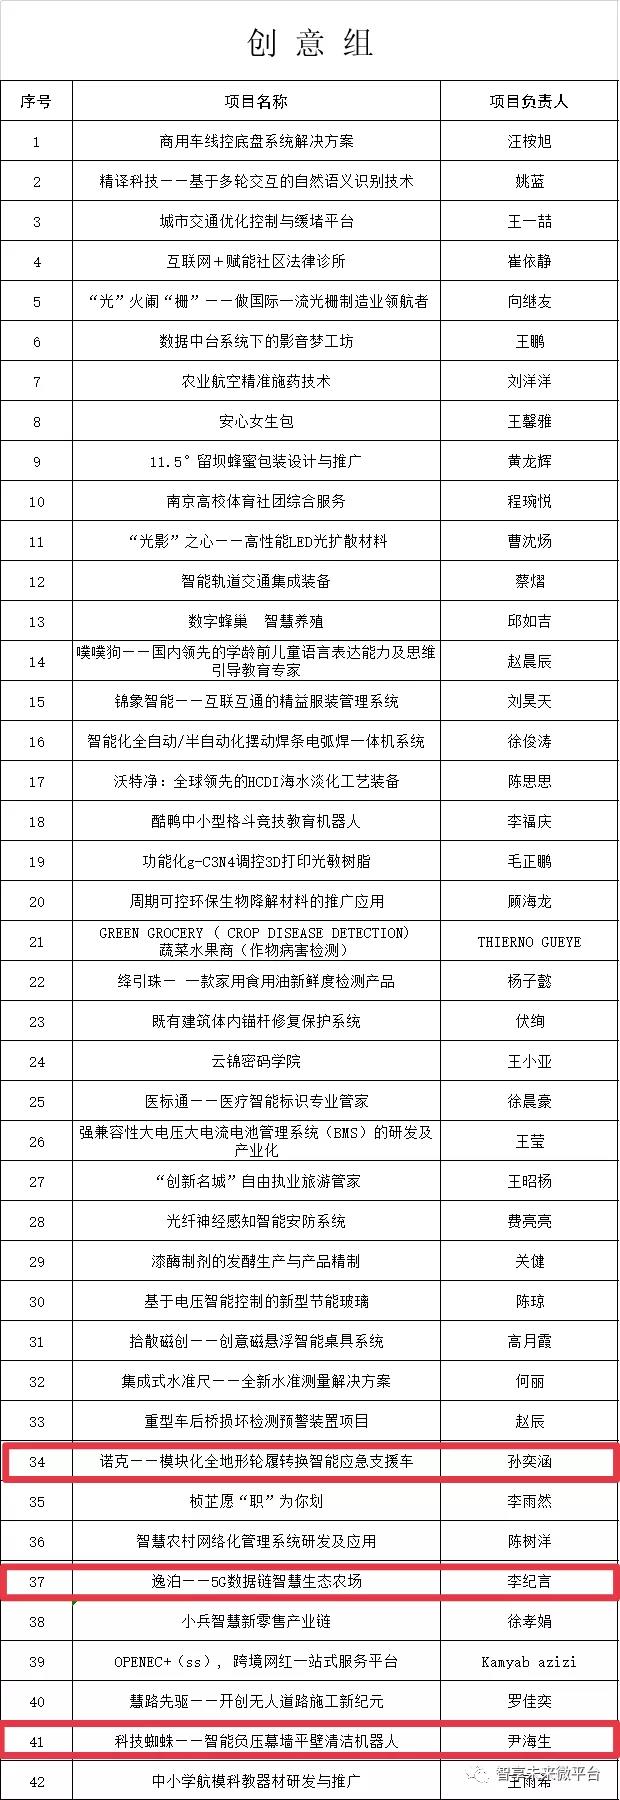 创 意 组
序号 项目名称 项目负责人
1 商用车线控底盘系统解决方案 汪桉旭
2 精译科技——基于多轮交互的自然语义识别技术 姚蓝
3 城市交通优化控制与缓堵平台 王一喆
4 互联网+赋能社区法律诊所 崔依静
5 “光”火阑“栅”——做国际一流光栅制造业领航者 向继友
6 数据中台系统下的影音梦工坊 王鹏
7 农业航空精准施药技术 刘洋洋
8 安心女生包 王馨雅
9 11.5°留坝蜂蜜包装设计与推广 黄龙辉
10 南京高校体育社团综合服务 程琬悦
11 “光影”之心——高性能LED光扩散材料 曹沈炀
12 智能轨道交通集成装备 蔡熠
13 数字蜂巢 智慧养殖 邱如吉
14 噗噗狗——国内领先的学龄前儿童语言表达能力及思维
引导教育专家 赵晨辰
15 锦象智能——互联互通的精益服装管理系统 刘昊天
16 智能化全自动/半自动化摆动焊条电弧焊一体机系统 徐俊涛
17 沃特净：全球领先的HCDI海水淡化工艺装备 陈思思
18 酷鸭中小型格斗竞技教育机器人 李福庆
19 功能化g-C3N4调控3D打印光敏树脂 毛正鹏
20 周期可控环保生物降解材料的推广应用 顾海龙
21 GREEN GROCERY ( CROP DISEASE DETECTION)
蔬菜水果商（作物病害检测） THIERNO GUEYE
22 绛引珠— 一款家用食用油新鲜度检测产品 杨子懿
23 既有建筑体内锚杆修复保护系统 伏绚
24 云锦密码学院 王小亚
25 医标通——医疗智能标识专业管家 徐晨豪
26 强兼容性大电压大电流电池管理系统（BMS）的研发及
产业化 王莹
27 “创新名城”自由执业旅游管家 王昭杨
28 光纤神经感知智能安防系统 费亮亮
29 漆酶制剂的发酵生产与产品精制 关健
30 基于电压智能控制的新型节能玻璃 陈琼
31 拾散磁创——创意磁悬浮智能桌具系统 高月霞
32 集成式水准尺——全新水准测量解决方案 何丽
33 重型车后桥损坏检测预警装置项目 赵辰
34 诺克——模块化全地形轮履转换智能应急支援车 孙奕涵
35 桢芷愿“职”为你划 李雨然
36 智慧农村网络化管理系统研发及应用 陈树洋
37 逸泊——5G数据链智慧生态农场 李纪言
38 小兵智慧新零售产业链 徐孝娟
39 OPENEC+（ss），跨境网红一站式服务平台 Kamyab azizi
40 慧路先驱——开创无人道路施工新纪元 罗佳奕
41 科技蜘蛛——智能负压幕墙平壁清洁机器人 尹海生
42 中小学航模科教器材研发与推广 王雨希
智享未来微平台